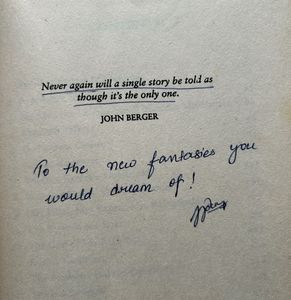 Never again will a single story be told as
though it's the only one.
JOHN BERGER
To the new fantasies you
would dream of!